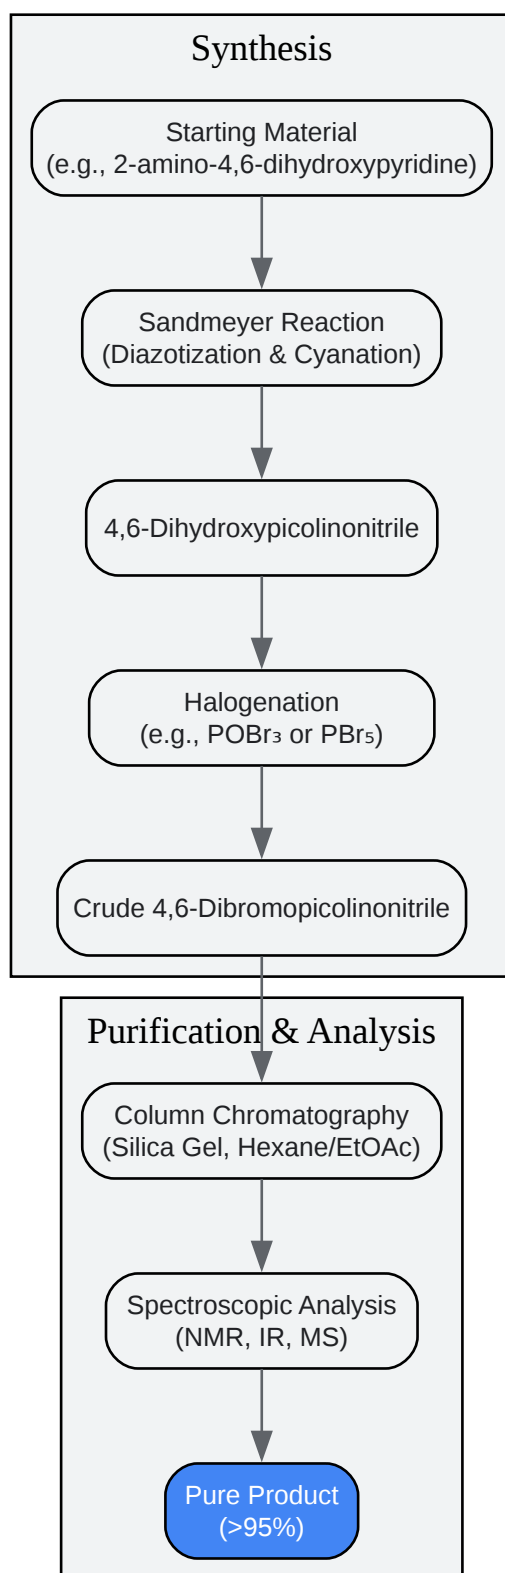 Synthesis
Starting Material
(e.g., 2-amino-4,6-dihydroxypyridine)
Sandmeyer Reaction
(Diazotization & Cyanation)
4,6-Dihydroxypicolinonitrile
Halogenation
(e.g., POBr₃ or PBr₅)
Crude 4,6-Dibromopicolinonitrile
Purification & Analysis
Column Chromatography
(Silica Gel, Hexane/EtOAc)
Spectroscopic Analysis
(NMR, IR, MS)
Pure Product
(>95%)